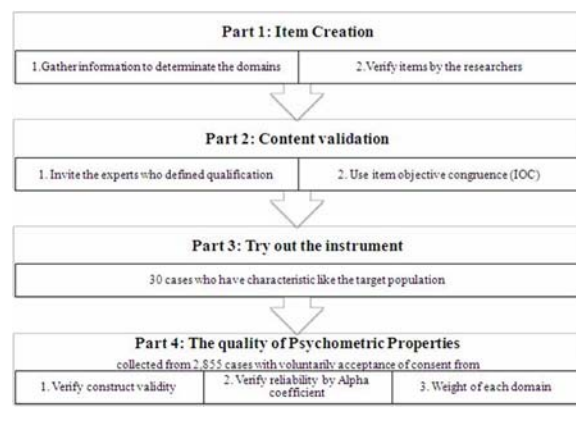 Part 1: Item Creation
1.Gather information to determinate the domains
2.Verify items by the researchers
Part 2: Content validation
1. Invite the experts who defined qualification
2. Use item objective congruence (IOC)
Part 3: Try out the instrument
30 cases who have characteristic like the target population
Part 4: The quality of Psychometric Properties
collected from 2,855 cases with voluntarily acceptance of consent from
1. Verify construct validity
2. Verify reliability by Alpha
coefficient
3. Weight of each domain